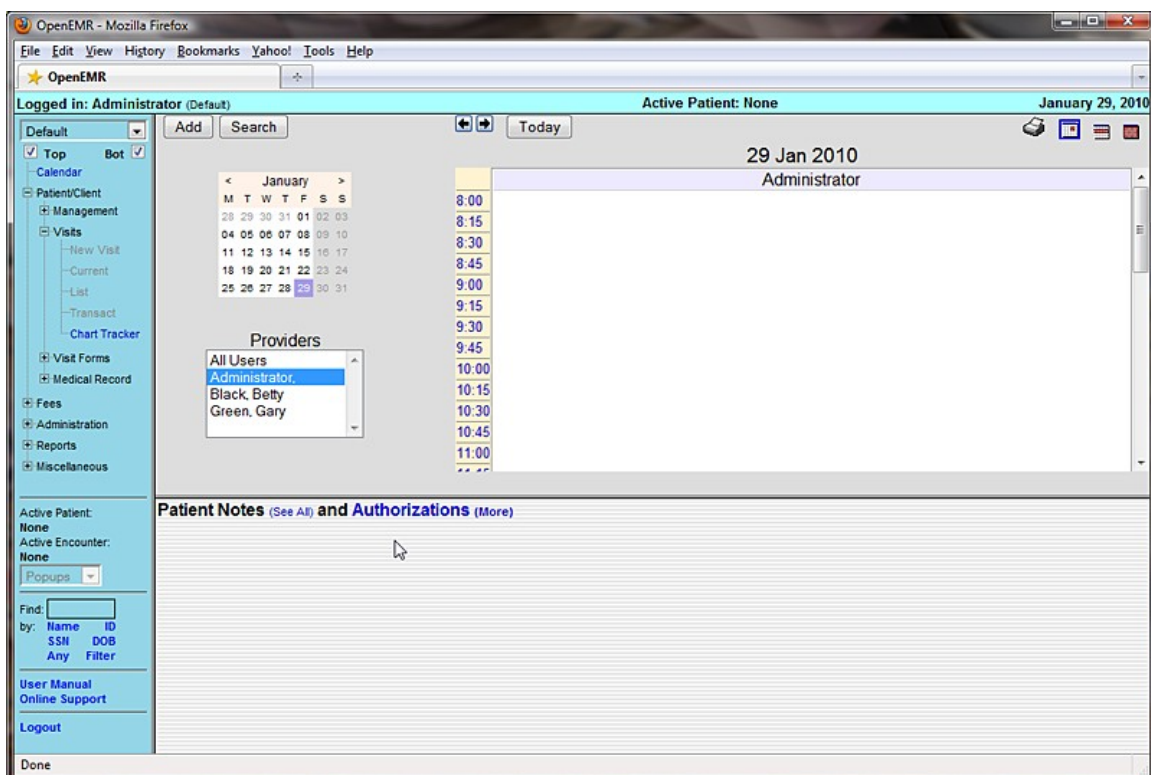 OpenEMR - Mozilla Firefox
File Edit View History Bookmarks Yahoo! Tools Help
OpenEMR
Logged in: Administrator (Default) Active Patient: None January 29, 2010
Default
Top Bot
Calendar
Patient/Client
Management
Visits
New Visit
Current
List
Transact
Chart Tracker
Visit Forms
Medical Record
Fees
Administration
Reports
Miscellaneous
Active Patient:
None
Active Encounter:
None
Popups
Find:
by: Name ID
SSN DOB
Any Filter
User Manual
Online Support
Logout
Add Search
< January >
M T W T F S S
28 29 30 31 01 02 03
04 05 06 07 08 09 10
11 12 13 14 15 16 17
18 19 20 21 22 23 24
25 26 27 28 29 30 31
Providers
All Users
Administrator,
Black, Betty
Green, Gary
Today
29 Jan 2010
Administrator
8:00
8:15
8:30
8:45
9:00
9:15
9:30
9:45
10:00
10:15
10:30
10:45
11:00
Patient Notes (See All) and Authorizations (More)
Done